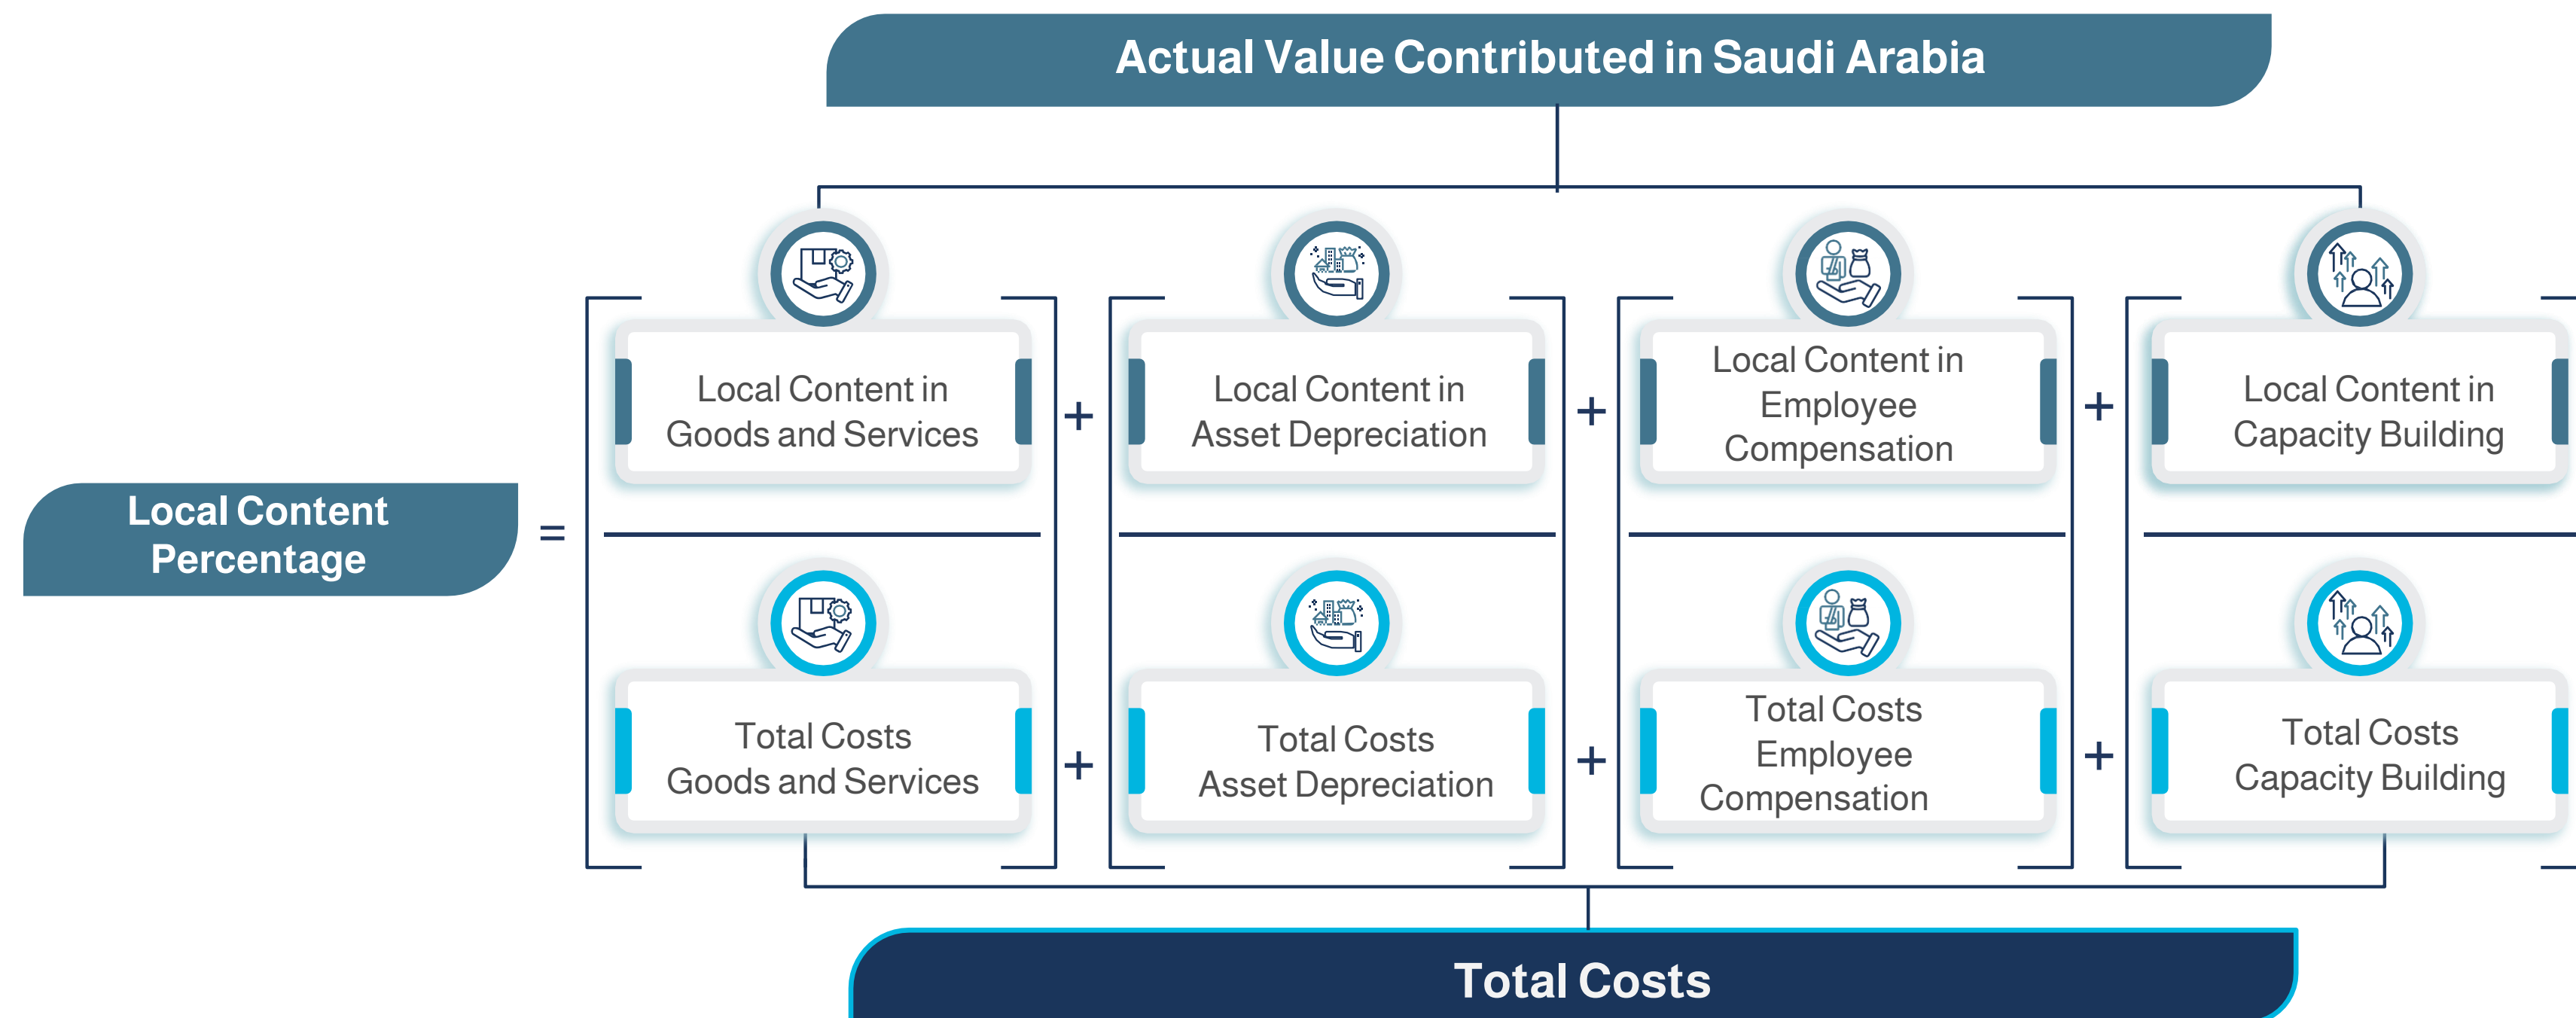 Actual Value Contributed in Saudi Arabia
Local Content in
Goods and Services
+
Local Content in
Asset Depreciation
+
Local Content in
Employee
Compensation
+
Local Content in
Capacity Building
Local Content
Percentage
=
Total Costs
Goods and Services
+
Total Costs
Asset Depreciation
+
Total Costs
Employee
Compensation
+
Total Costs
Capacity Building
Total Costs